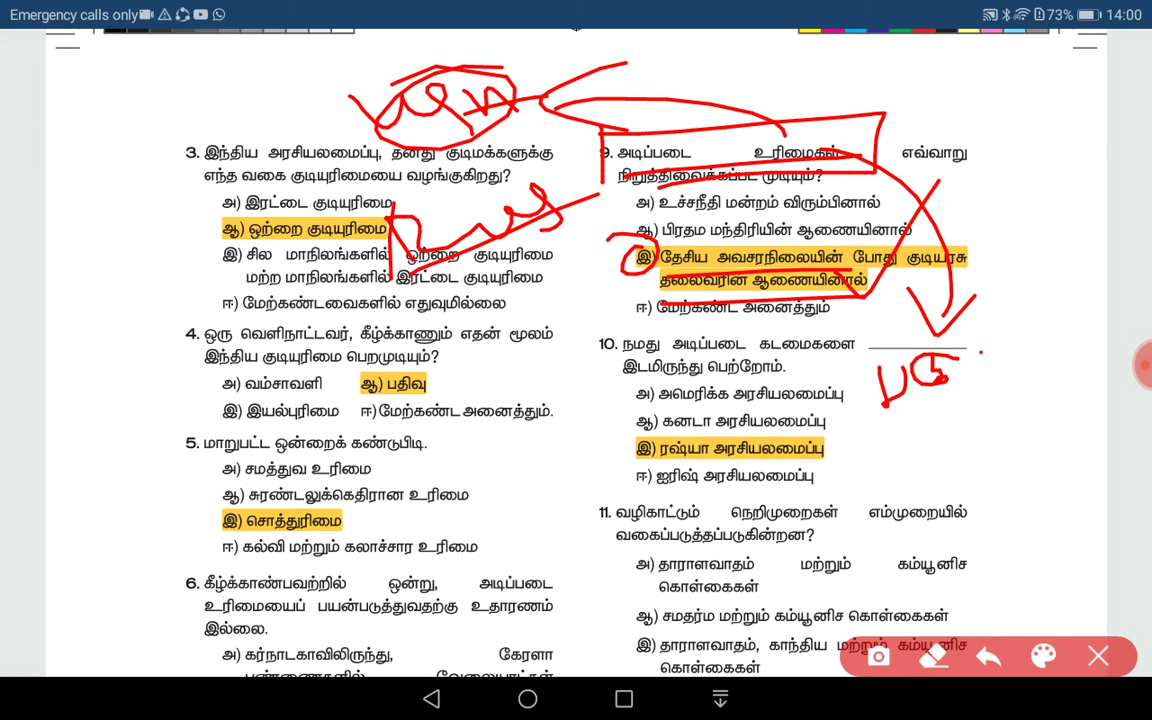 Emergency calls only
73% 14:00
3. இந்திய அரசியலமைப்பு, தனது குடிமக்களுக்கு
எந்த வகை குடியுரிமையை வழங்குகிறது?
அ) இரட்டை குடியுரிமை
ஆ) ஒற்றை குடியுரிமை
இ) சில மாநிலங்களில் ஒற்றை குடியுரிமை
மற்ற மாநிலங்களில் இரட்டை குடியுரிமை
ஈ) மேற்கண்டவைகளில் எதுவுமில்லை
4. ஒரு வெளிநாட்டவர், கீழ்க்காணும் எதன் மூலம்
இந்திய குடியுரிமை பெறமுடியும்?
அ) வம்சாவளி ஆ) பதிவு
இ) இயல்புரிமை ஈ) மேற்கண்ட அனைத்தும்.
5. மாறுபட்ட ஒன்றைக் கண்டுபிடி.
அ) சமத்துவ உரிமை
ஆ) சுரண்டலுக்கெதிரான உரிமை
இ) சொத்துரிமை
ஈ) கல்வி மற்றும் கலாச்சார உரிமை
6. கீழ்க்காண்பவற்றில் ஒன்று, அடிப்படை
உரிமையைப் பயன்படுத்துவதற்கு உதாரணம்
இல்லை.
அ) கர்நாடகாவிலிருந்து, கேரளா
பண்ணைகளில் வேலையாட்கள்
9. அடிப்படை உரிமைகள் எவ்வாறு
நிறுத்திவைக்கப்பட முடியும்?
அ) உச்சநீதி மன்றம் விரும்பினால்
ஆ) பிரதம மந்திரியின் ஆணையினால்
இ) தேசிய அவசரநிலையின் போது குடியரசு
தலைவரின் ஆணையினால்
ஈ) மேற்கண்ட அனைத்தும்
10. நமது அடிப்படை கடமைகளை ________
இடமிருந்து பெற்றோம்.
அ) அமெரிக்க அரசியலமைப்பு
ஆ) கனடா அரசியலமைப்பு
இ) ரஷ்யா அரசியலமைப்பு
ஈ) ஐரிஷ் அரசியலமைப்பு
11. வழிகாட்டும் நெறிமுறைகள் எம்முறையில்
வகைப்படுத்தப்படுகின்றன?
அ) தாராளவாதம் மற்றும் கம்யூனிச
கொள்கைகள்
ஆ) சமதர்ம மற்றும் கம்யூனிச கொள்கைகள்
இ) தாராளவாதம், காந்திய மற்றும் கம்யூனிச
கொள்கைகள்